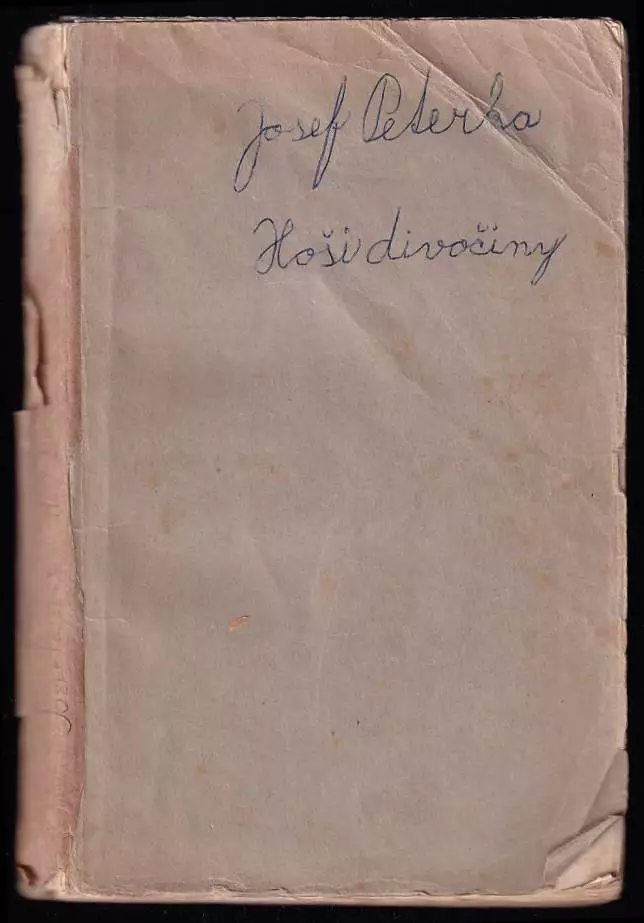 Josef Peterka
Hoši divočiny